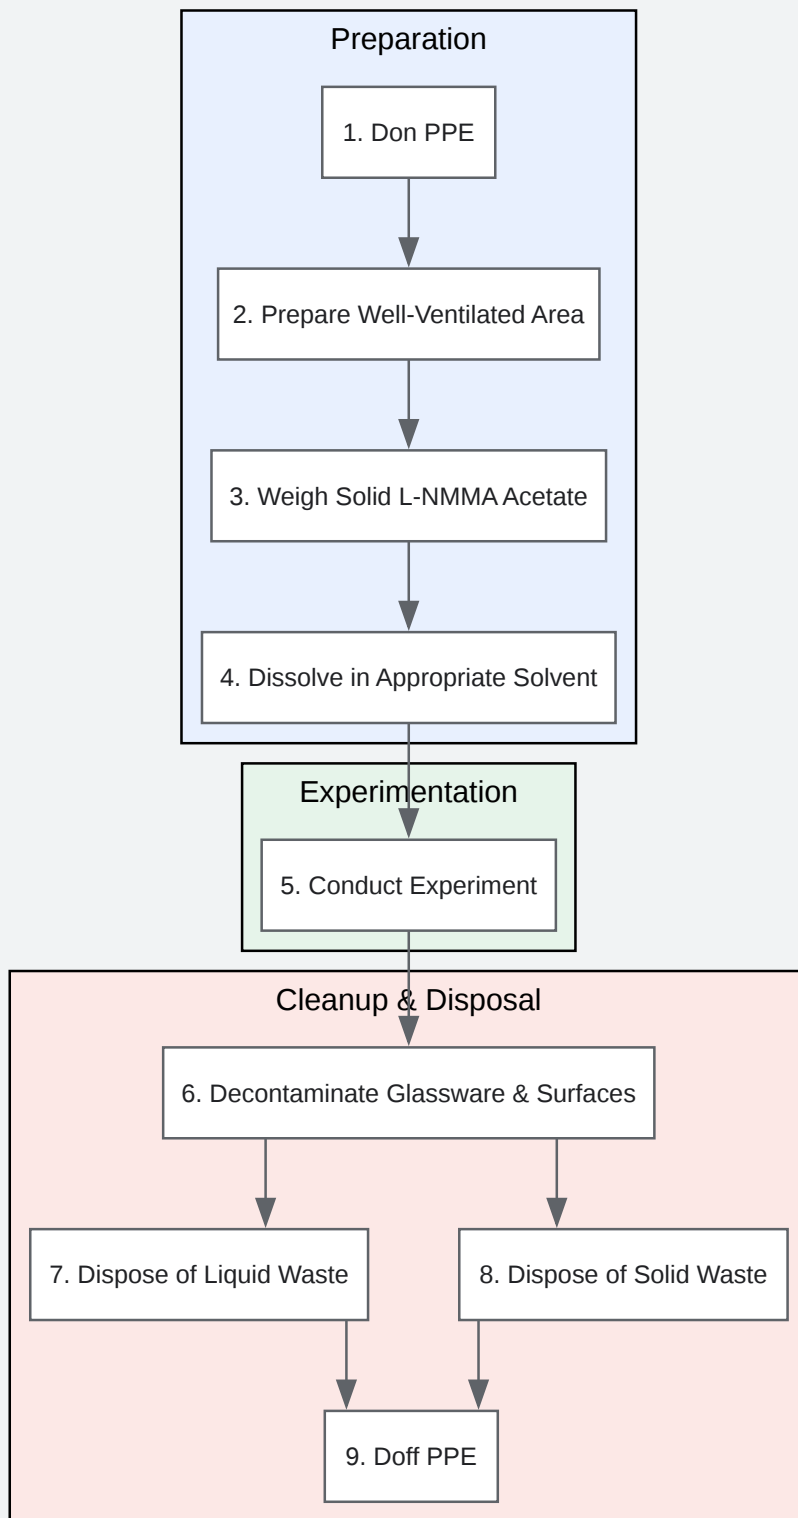 Preparation
1. Don PPE
2. Prepare Well-Ventilated Area
3. Weigh Solid L-NMMA Acetate
4. Dissolve in Appropriate Solvent
Experimentation
5. Conduct Experiment
Cleanup & Disposal
6. Decontaminate Glassware & Surfaces
7. Dispose of Liquid Waste
8. Dispose of Solid Waste
9. Doff PPE